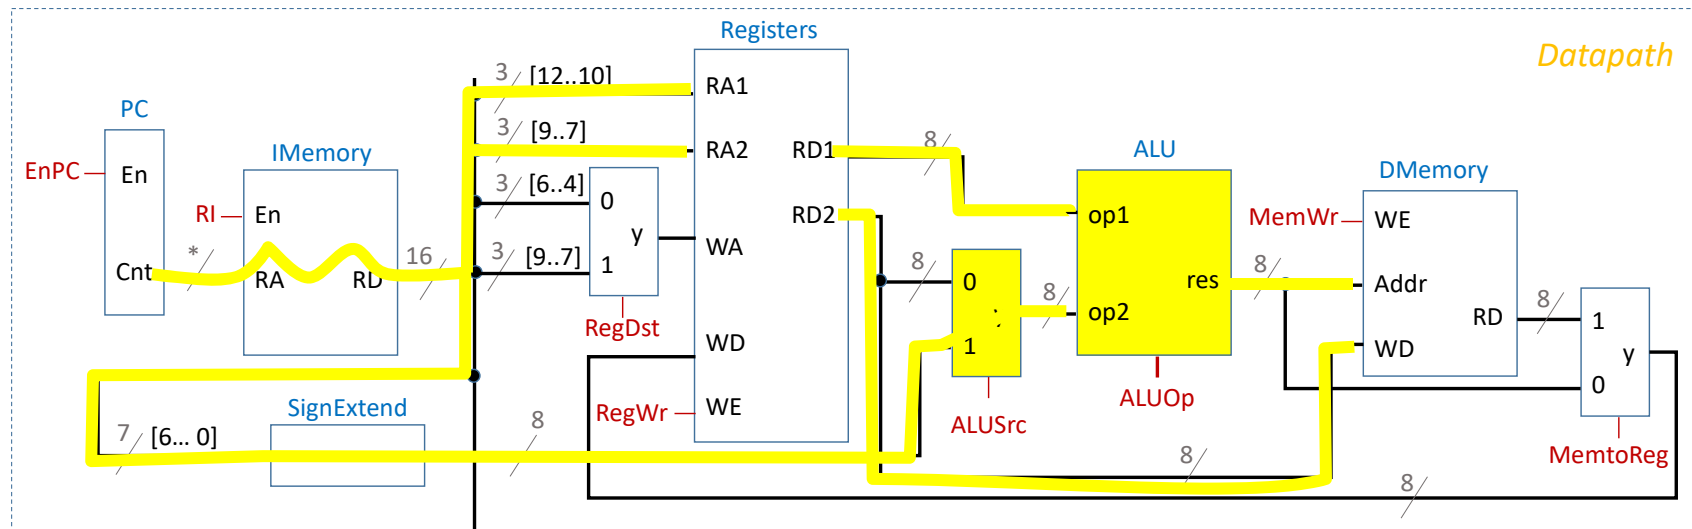 Registers
Datapath
3 [12..10]
RA1
PC
3 [9..7]
RA2
RD1
8
ALU
IMemory
DMemory
EnPC
En
3 [6..4]
0
RI
En
RD2
op1
MemWr
WE
y
WA
*
16
3 [9..7]
1
8
0
8
res
8
Addr
Cnt
RA
RD
RegDst
op2
RD
8
1
WD
1
WD
y
0
SignExtend
RegWr
WE
ALUSrc
ALUOp
7 [6... 0]
8
8
MemtoReg
8